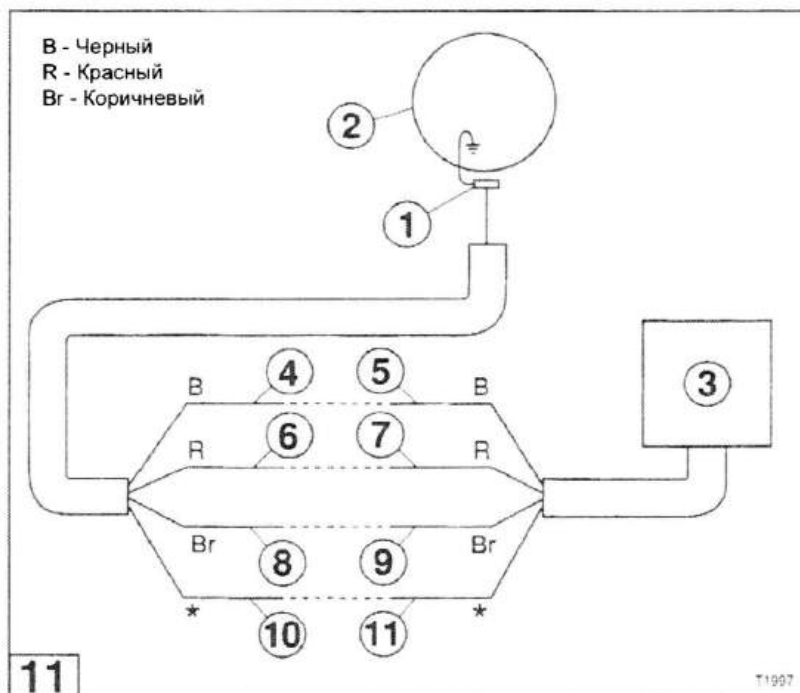 B - Черный
R - Красный
Br - Коричневый
2
1
3
B 4 5 B
R 6 7 R
Br 8 9 Br
* 10 11 *
11
T1997